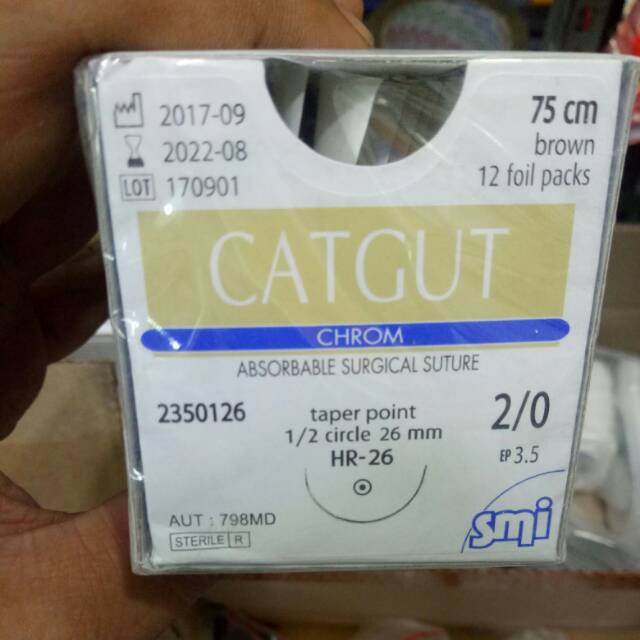 2017-09
2022-08
LOT 170901
75 cm
brown
12 foil packs
CATGUT
CHROM
ABSORBABLE SURGICAL SUTURE
2350126
taper point
1/2 circle 26 mm
HR-26
2/0
EP 3.5
AUT : 798MD
STERILE R
smi